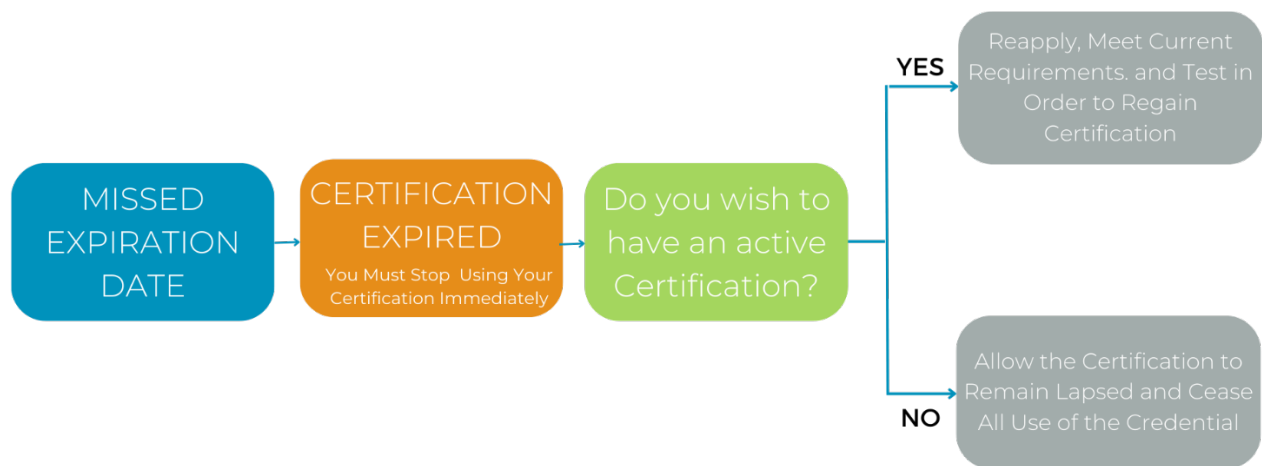 MISSED
EXPIRATION
DATE
CERTIFICATION
EXPIRED
You Must Stop Using Your
Certification Immediately
Do you wish to
have an active
Certification?
YES
Reapply, Meet Current
Requirements. and Test in
Order to Regain
Certification
NO
Allow the Certification to
Remain Lapsed and Cease
All Use of the Credential